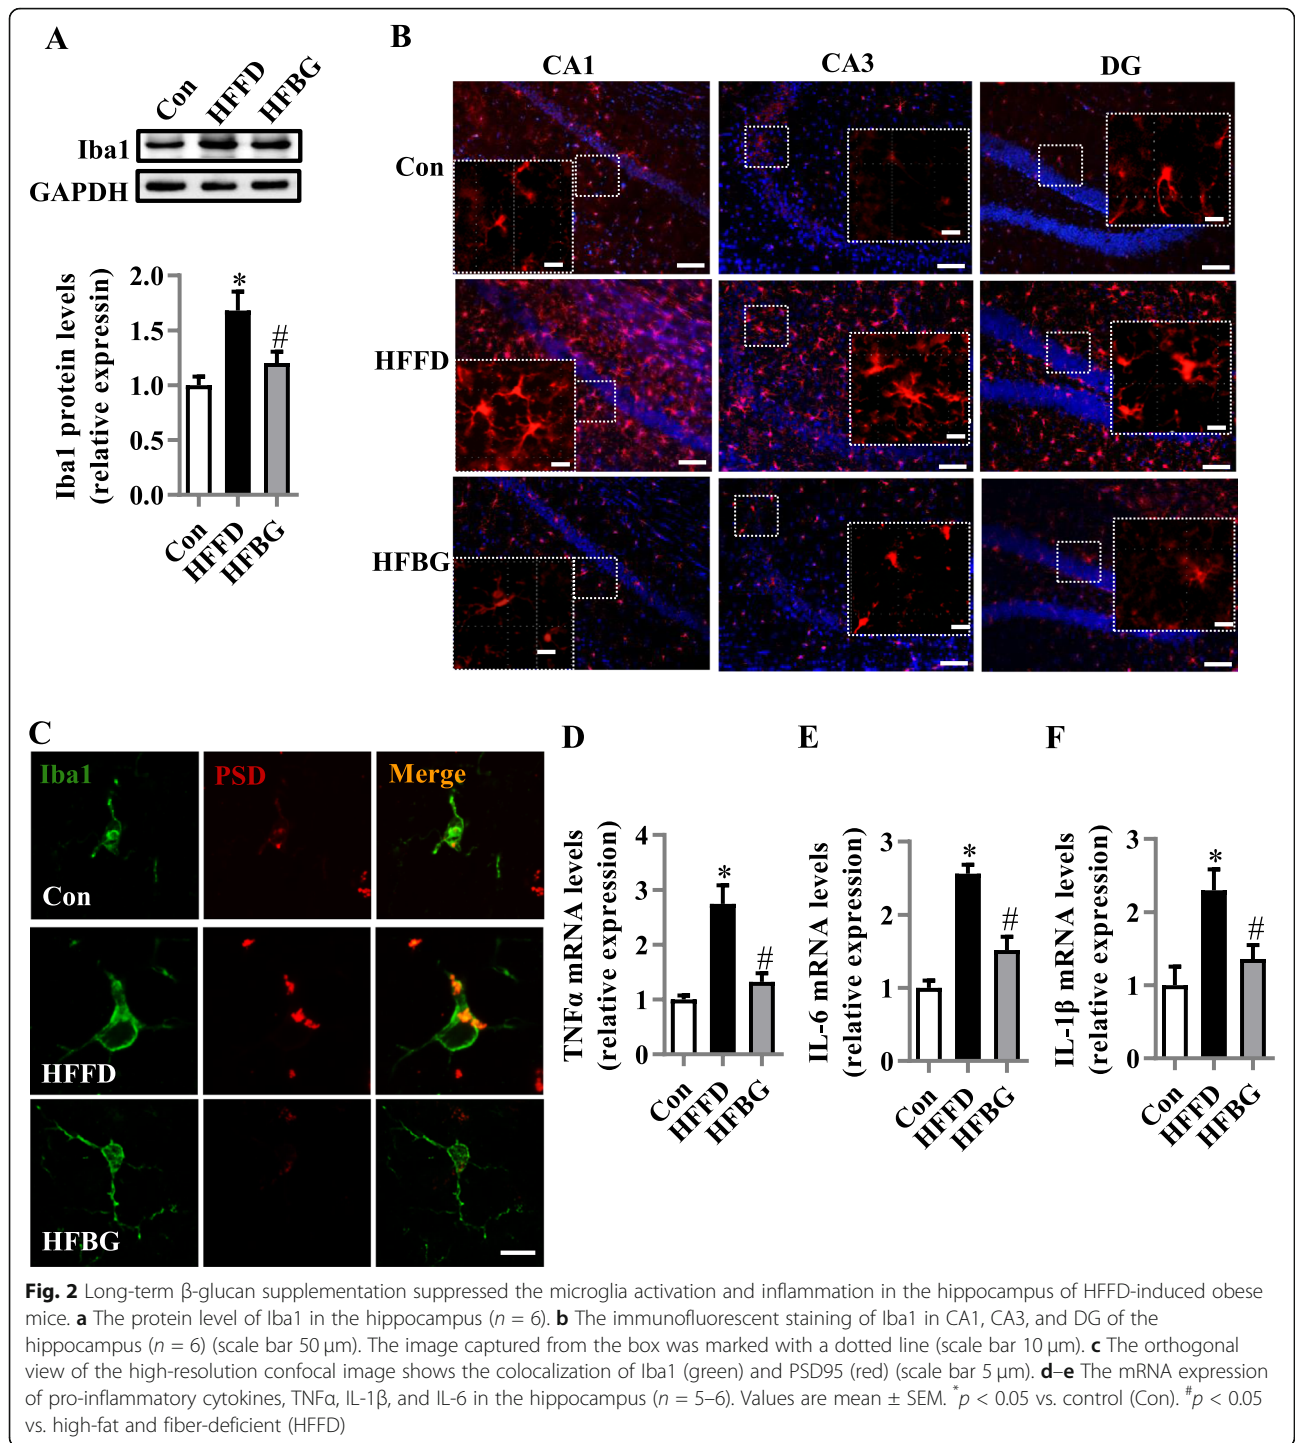 A
Con
HFFD
HFBG
Iba1
GAPDH
Iba1 protein levels
(relative expressin)
2.0
1.5
1.0
0.5
0.0
*
#
Con
HFFD
HFBG
B
CA1
CA3
DG
Con
HFFD
HFBG
C
Iba1
PSD
Merge
Con
HFFD
HFBG
D
TNFα mRNA levels
(relative expression)
4
3
2
1
0
*
#
Con
HFFD
HFBG
E
IL-6 mRNA levels
(relative expression)
3
2
1
0
*
#
Con
HFFD
HFBG
F
IL-1β mRNA levels
(relative expression)
3
2
1
0
*
#
Con
HFFD
HFBG
Fig. 2 Long-term β-glucan supplementation suppressed the microglia activation and inflammation in the hippocampus of HFFD-induced obese
mice. a The protein level of Iba1 in the hippocampus (n = 6). b The immunofluorescent staining of Iba1 in CA1, CA3, and DG of the
hippocampus (n = 6) (scale bar 50 μm). The image captured from the box was marked with a dotted line (scale bar 10 μm). c The orthogonal
view of the high-resolution confocal image shows the colocalization of Iba1 (green) and PSD95 (red) (scale bar 5 μm). d–e The mRNA expression
of pro-inflammatory cytokines, TNFα, IL-1β, and IL-6 in the hippocampus (n = 5–6). Values are mean ± SEM. *p < 0.05 vs. control (Con). #p < 0.05
vs. high-fat and fiber-deficient (HFFD)